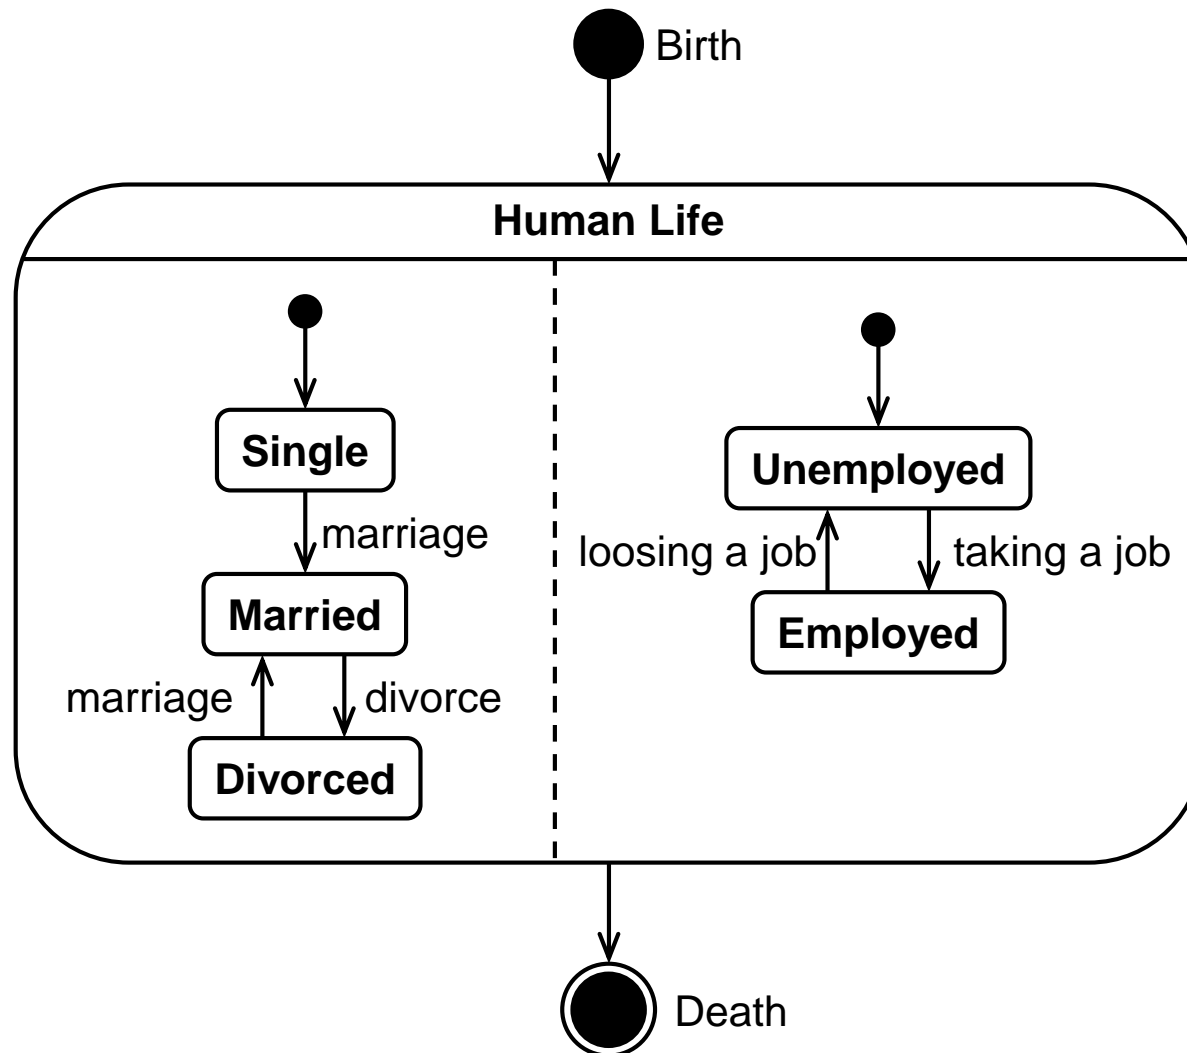 Birth
Human Life
Single
marriage
Married
marriage
divorce
Divorced
Unemployed
loosing a job
taking a job
Employed
Death